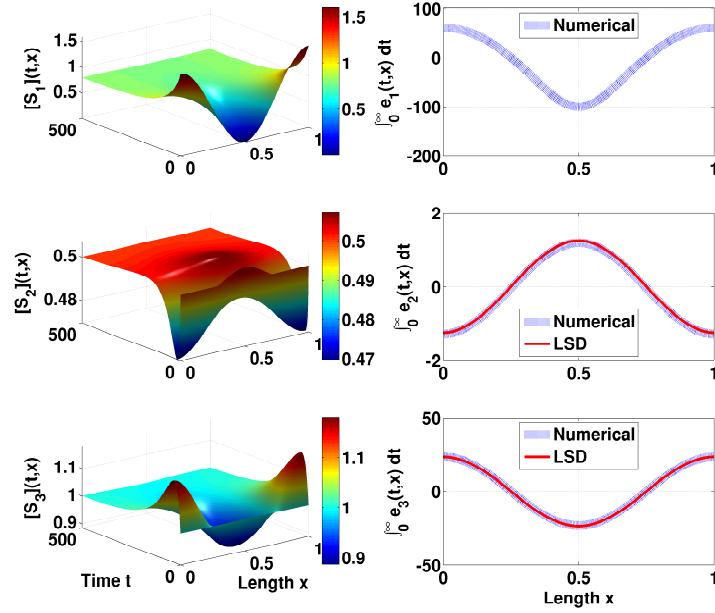 [S₁](t,x)
1.5
1
0.5
500
0 0
0.5
1
1.5
1
0.5
∫₀^∞ e₁(t,x) dt
100
0
-100
-200
0 0.5 1
Numerical
[S₂](t,x)
0.5
0.48
500
0 0
0.5
1
0.5
0.49
0.48
0.47
∫₀^∞ e₂(t,x) dt
2
0
-2
0 0.5 1
Numerical
LSD
[S₃](t,x)
1.1
1
0.9
500
0 0
0.5
1
Time t
Length x
1.1
1
0.9
∫₀^∞ e₃(t,x) dt
50
0
-50
0 0.5 1
Length x
Numerical
LSD